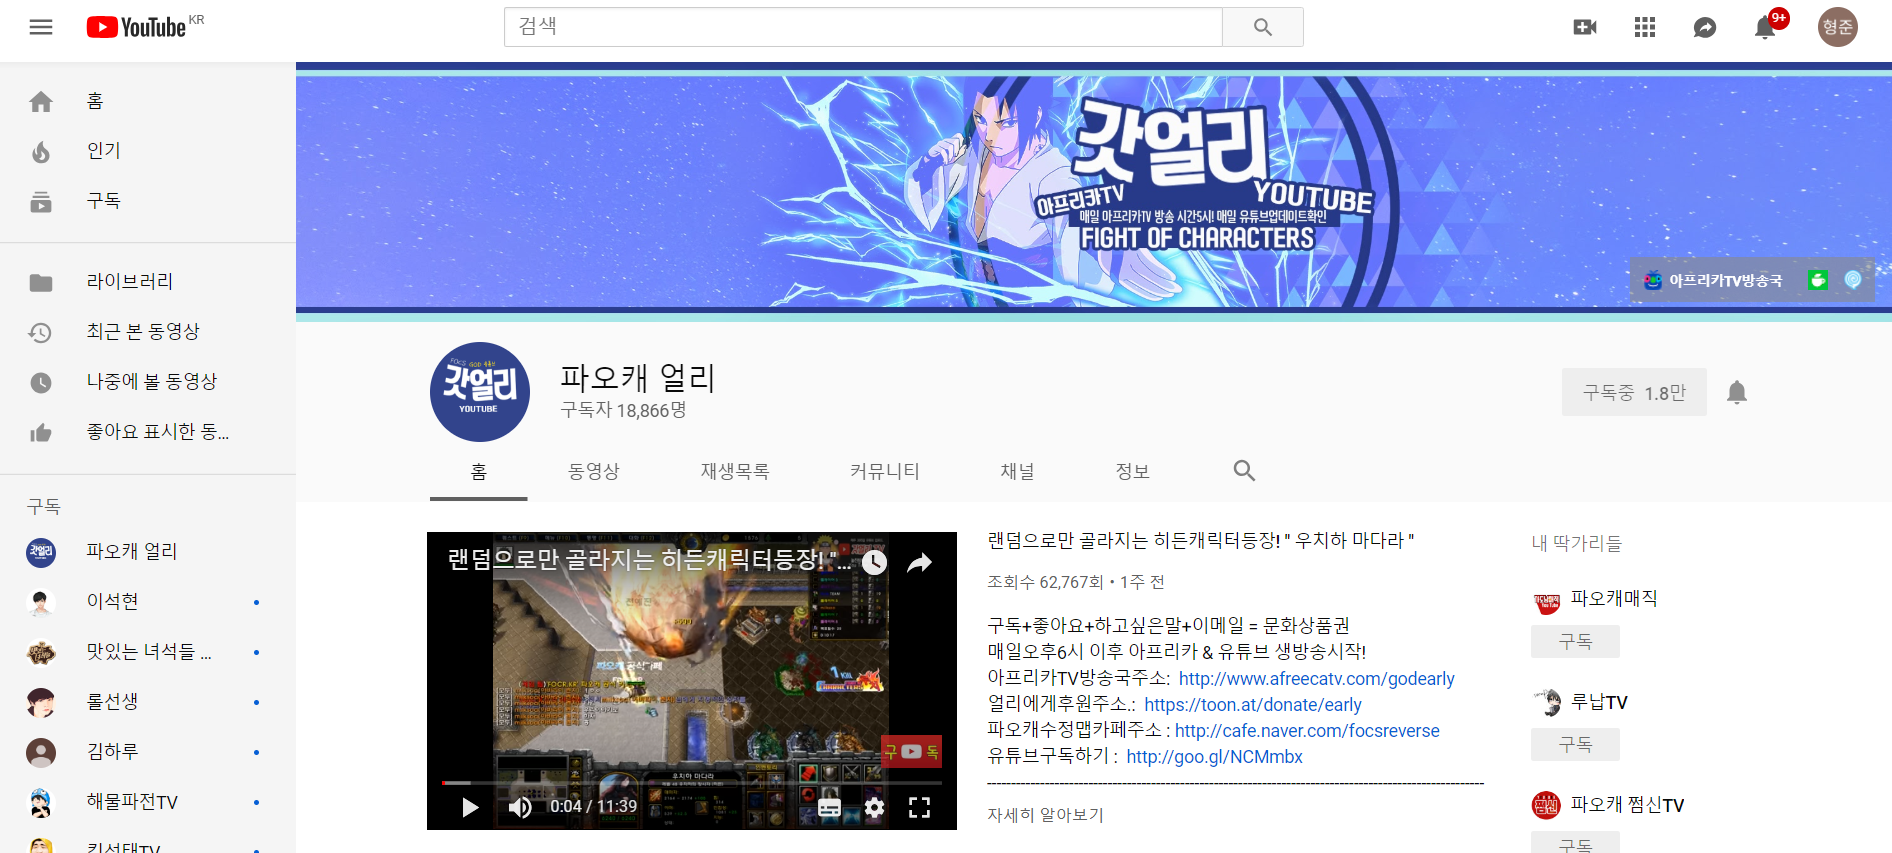 YouTube KR
검색
9+
형준
홈
인기
구독
라이브러리
최근 본 동영상
나중에 볼 동영상
좋아요 표시한 동...
구독
파오캐 얼리
이석현
맛있는 녀석들 ...
롤선생
김하루
해물파전TV
갓얼리
아프리카TV
YOUTUBE
매일 아프리카TV 방송 시간5시! 매일 유튜브업데이트확인
FIGHT OF CHARACTERS
아프리카TV방송국
갓얼리
YOUTUBE
파오캐 얼리
구독자 18,866명
구독중 1.8만
홈
동영상
재생목록
커뮤니티
채널
정보
랜덤으로만 골라지는 히든캐릭터등장! "...
우치하 마다라
구 독
0:04 / 11:39
랜덤으로만 골라지는 히든캐릭터등장! " 우치하 마다라 "
조회수 62,767회 • 1주 전
구독+좋아요+하고싶은말+이메일 = 문화상품권
매일오후6시 이후 아프리카 & 유튜브 생방송시작!
아프리카TV방송국주소: http://www.afreecatv.com/godearly
얼리에게후원주소.: https://toon.at/donate/early
파오캐수정맵카페주소 : http://cafe.naver.com/focsreverse
유튜브구독하기 : http://goo.gl/NCMmbx
자세히 알아보기
내 딱가리들
파오캐매직
구독
루납TV
구독
파오캐 쩜신TV
구독